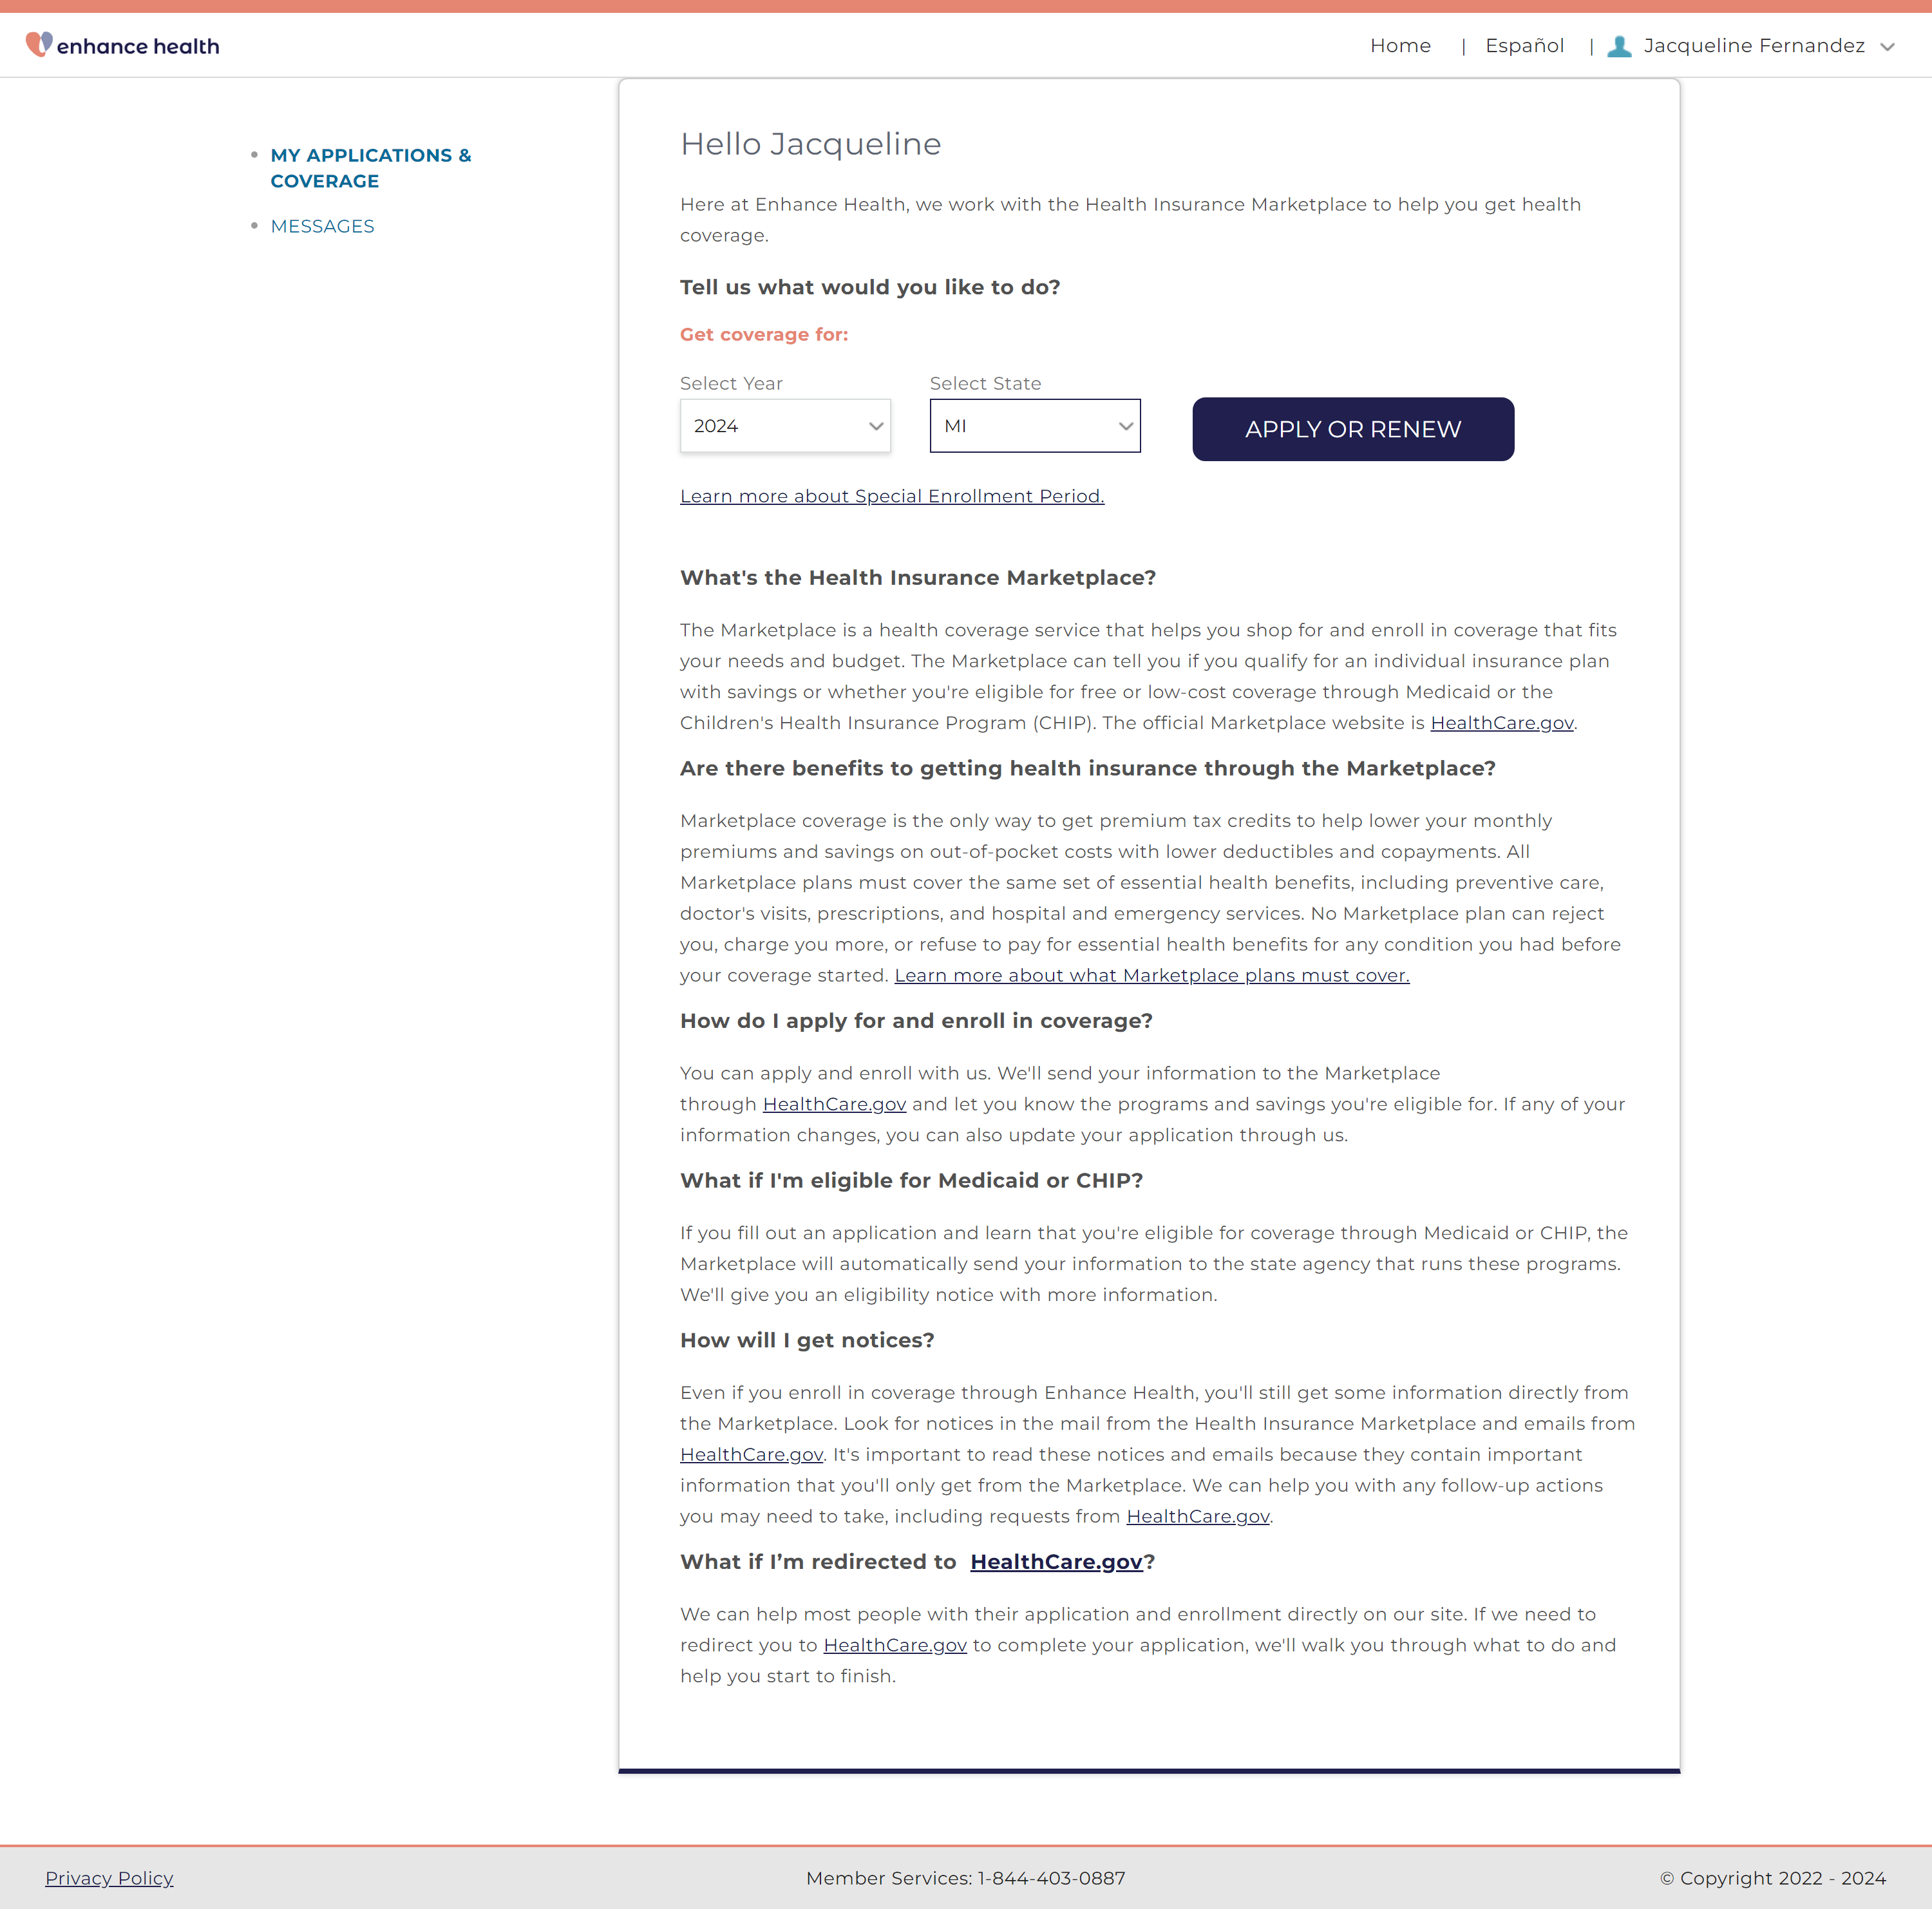 enhance health
Home | Español | Jacqueline Fernandez
MY APPLICATIONS &
COVERAGE
MESSAGES
Hello Jacqueline
Here at Enhance Health, we work with the Health Insurance Marketplace to help you get health
coverage.
Tell us what would you like to do?
Get coverage for:
Select Year Select State
2024 MI APPLY OR RENEW
Learn more about Special Enrollment Period.
What's the Health Insurance Marketplace?
The Marketplace is a health coverage service that helps you shop for and enroll in coverage that fits
your needs and budget. The Marketplace can tell you if you qualify for an individual insurance plan
with savings or whether you're eligible for free or low-cost coverage through Medicaid or the
Children's Health Insurance Program (CHIP). The official Marketplace website is HealthCare.gov.
Are there benefits to getting health insurance through the Marketplace?
Marketplace coverage is the only way to get premium tax credits to help lower your monthly
premiums and savings on out-of-pocket costs with lower deductibles and copayments. All
Marketplace plans must cover the same set of essential health benefits, including preventive care,
doctor's visits, prescriptions, and hospital and emergency services. No Marketplace plan can reject
you, charge you more, or refuse to pay for essential health benefits for any condition you had before
your coverage started. Learn more about what Marketplace plans must cover.
How do I apply for and enroll in coverage?
You can apply and enroll with us. We'll send your information to the Marketplace
through HealthCare.gov and let you know the programs and savings you're eligible for. If any of your
information changes, you can also update your application through us.
What if I'm eligible for Medicaid or CHIP?
If you fill out an application and learn that you're eligible for coverage through Medicaid or CHIP, the
Marketplace will automatically send your information to the state agency that runs these programs.
We'll give you an eligibility notice with more information.
How will I get notices?
Even if you enroll in coverage through Enhance Health, you'll still get some information directly from
the Marketplace. Look for notices in the mail from the Health Insurance Marketplace and emails from
HealthCare.gov. It's important to read these notices and emails because they contain important
information that you'll only get from the Marketplace. We can help you with any follow-up actions
you may need to take, including requests from HealthCare.gov.
What if I’m redirected to HealthCare.gov?
We can help most people with their application and enrollment directly on our site. If we need to
redirect you to HealthCare.gov to complete your application, we'll walk you through what to do and
help you start to finish.
Privacy Policy Member Services: 1-844-403-0887 © Copyright 2022 - 2024